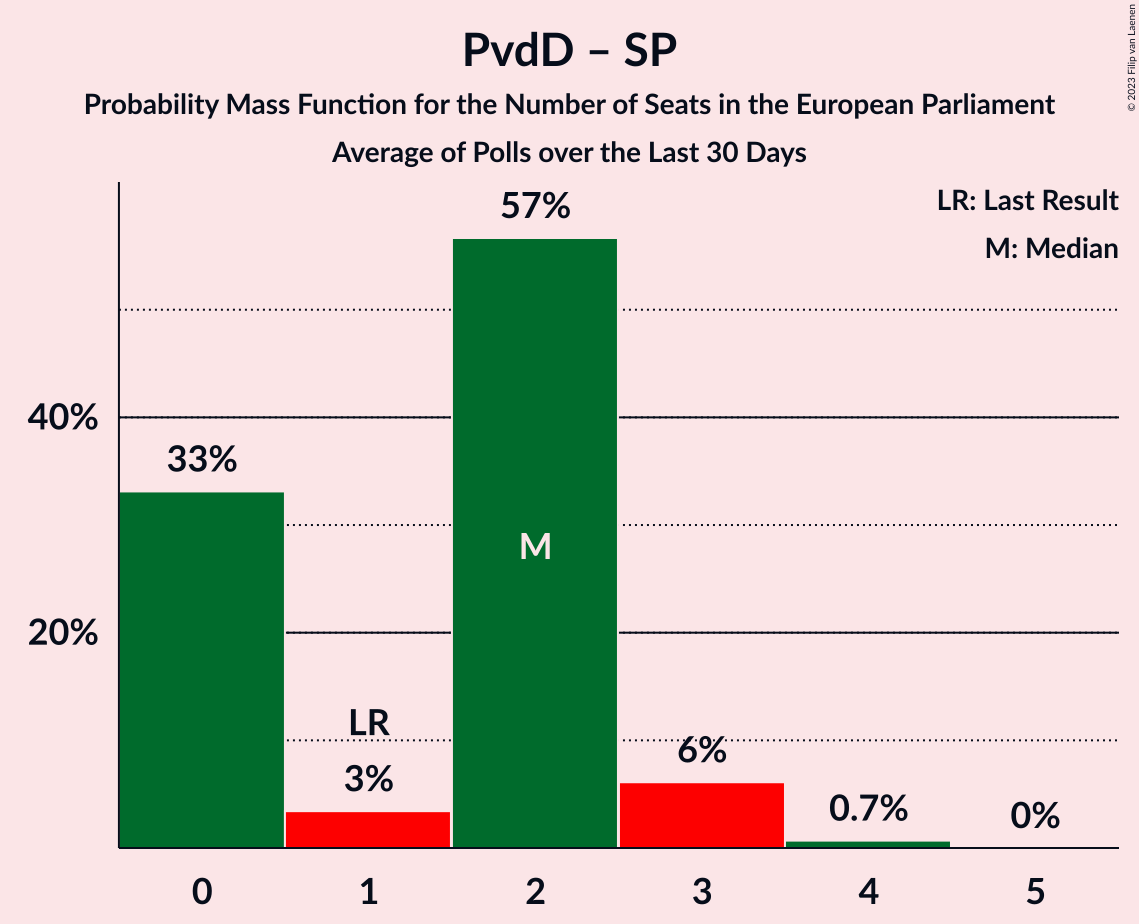 PvdD – SP
Probability Mass Function for the Number of Seats in the European Parliament
Average of Polls over the Last 30 Days
© 2023 Filip van Laenen
LR: Last Result
M: Median
57%
40%
33%
M
20%
LR
3%
6%
0.7%
0%
0 1 2 3 4 5